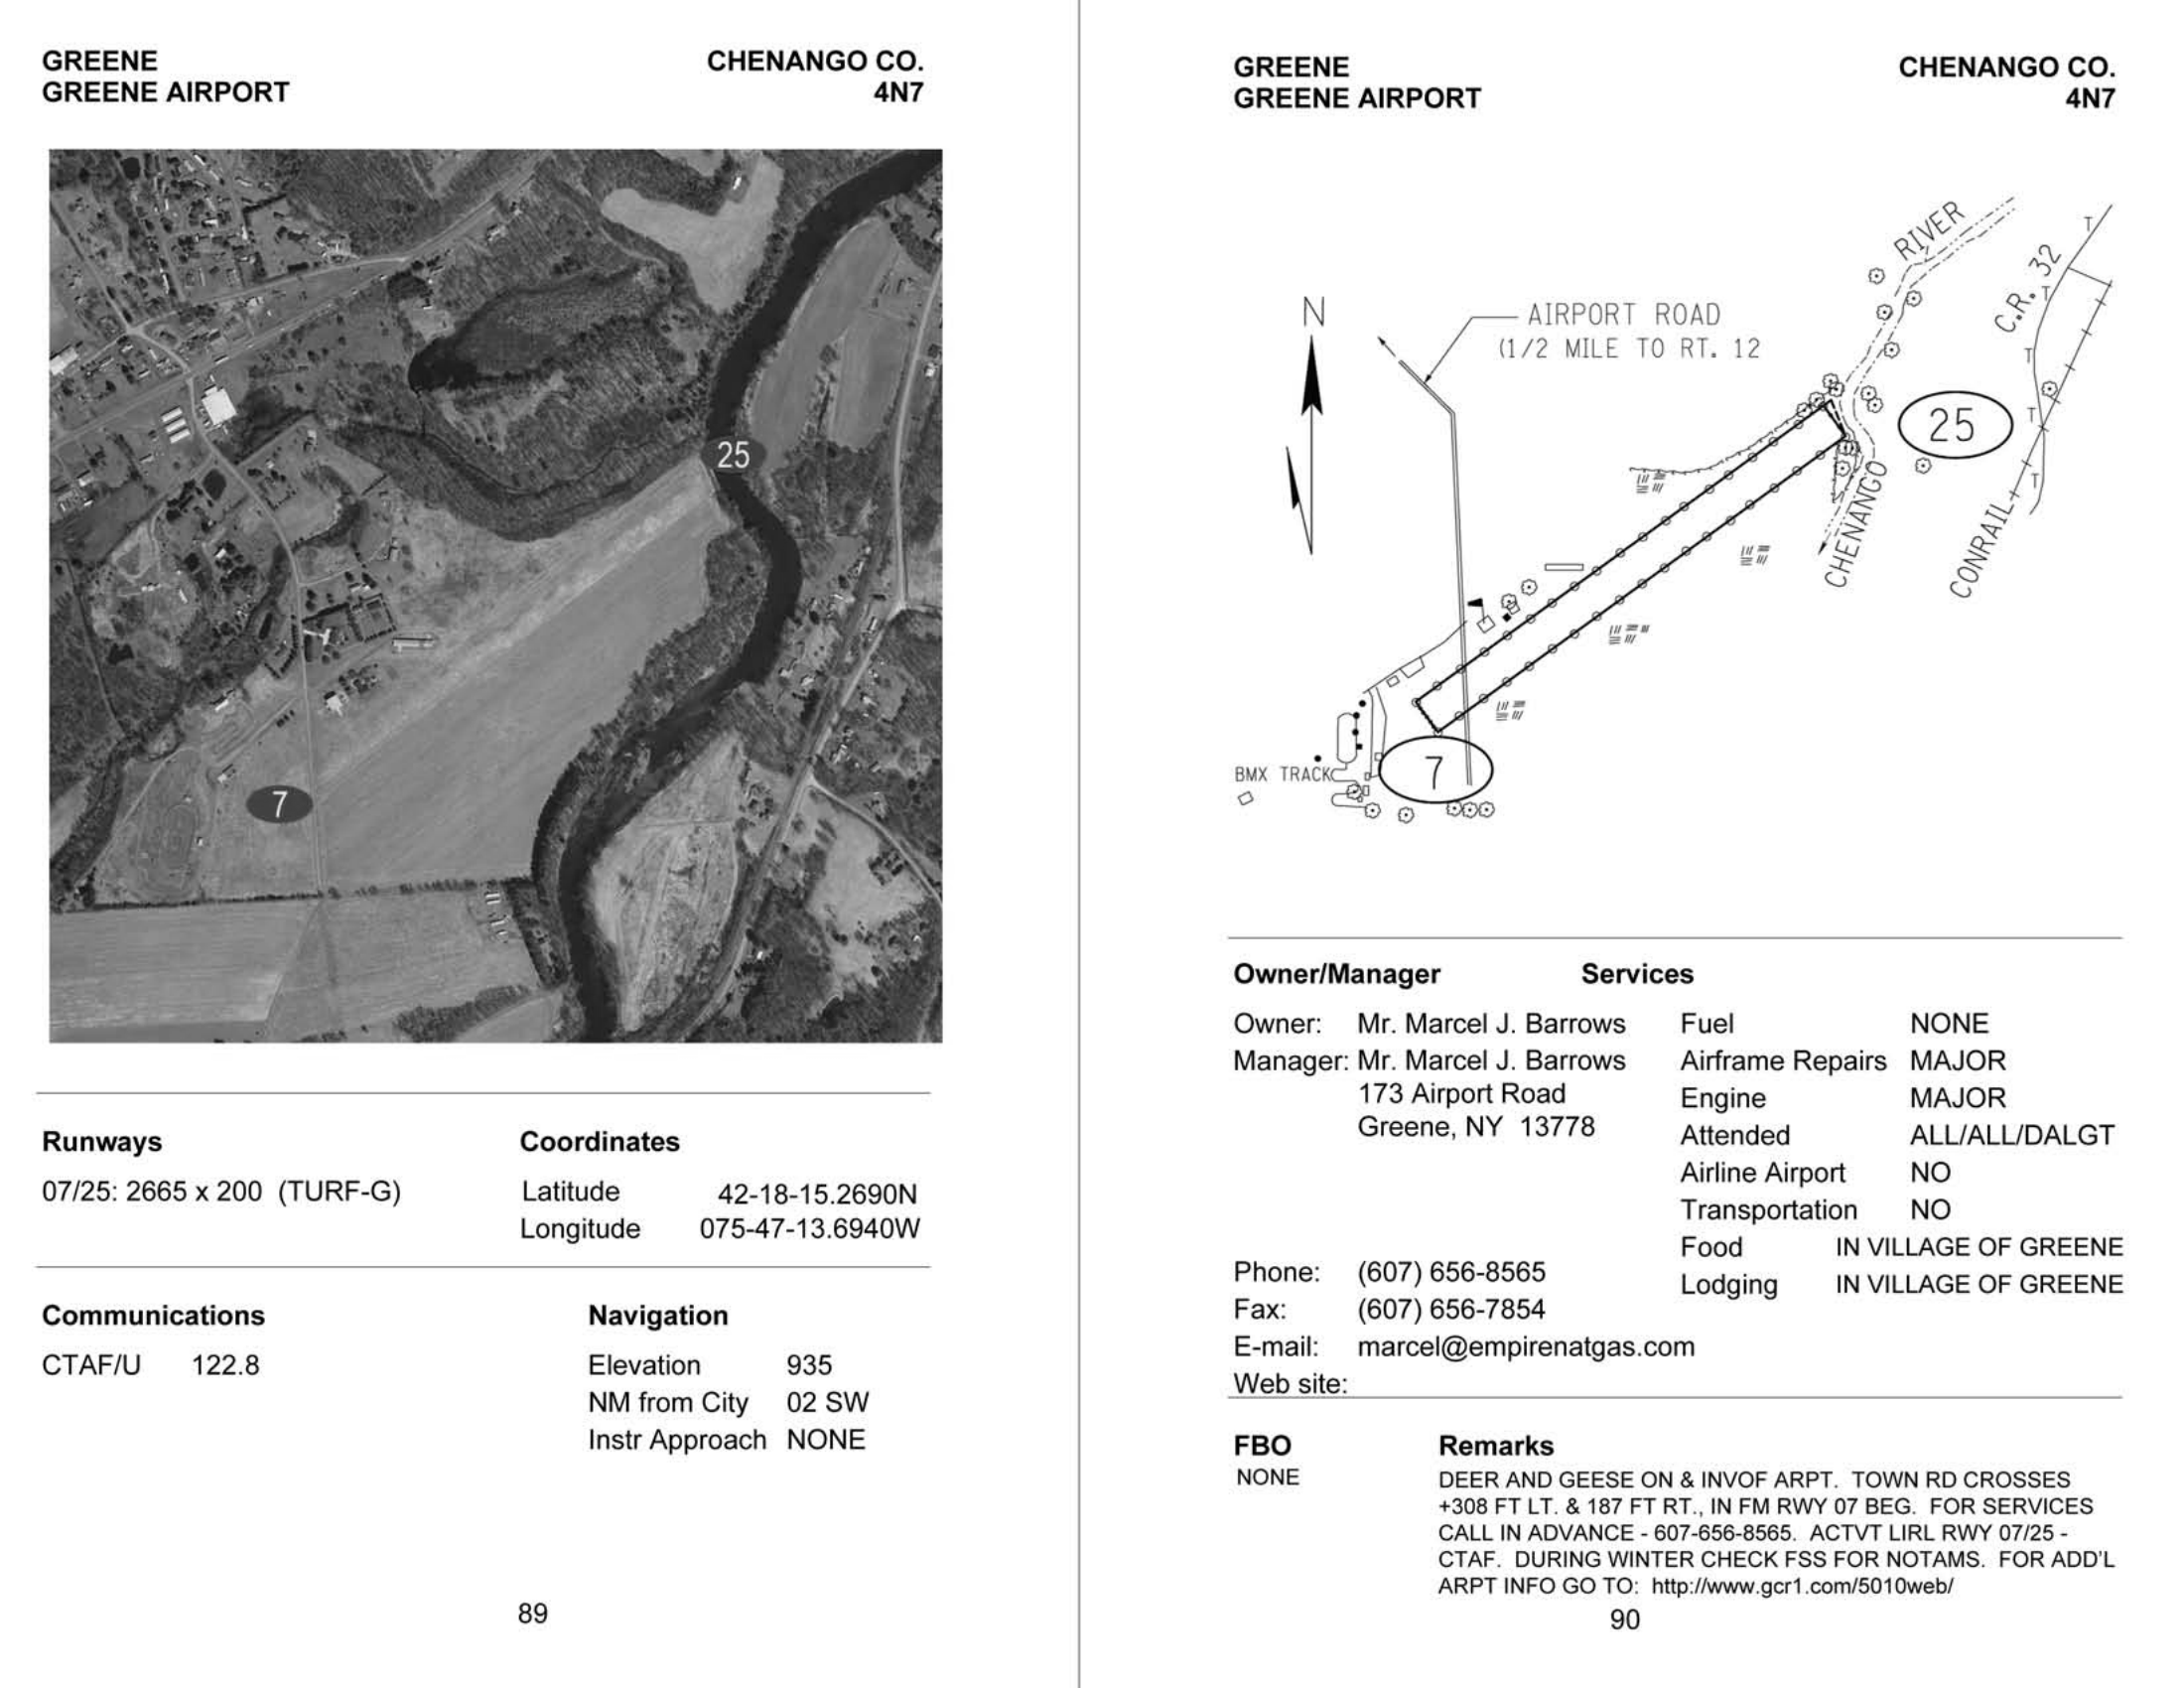 GREENE
CHENANGO CO.
GREENE AIRPORT
4N7
25
7
Runways
Coordinates
07/25: 2665 x 200 (TURF-G)
Latitude 42-18-15.2690N
Longitude 075-47-13.6940W
Communications
Navigation
CTAF/U 122.8
Elevation 935
NM from City 02 SW
Instr Approach NONE
89
GREENE
CHENANGO CO.
GREENE AIRPORT
4N7
N
AIRPORT ROAD
(1/2 MILE TO RT. 12
RIVER
C.R. 32
T
T
T
T
T
25
CHENANGO
CONRAIL
BMX TRACK
7
Owner/Manager
Services
Owner: Mr. Marcel J. Barrows
Manager: Mr. Marcel J. Barrows
173 Airport Road
Greene, NY 13778
Phone: (607) 656-8565
Fax: (607) 656-7854
E-mail: marcel@empirenatgas.com
Web site:
Fuel NONE
Airframe Repairs MAJOR
Engine MAJOR
Attended ALL/ALL/DALGT
Airline Airport NO
Transportation NO
Food IN VILLAGE OF GREENE
Lodging IN VILLAGE OF GREENE
FBO
NONE
Remarks
DEER AND GEESE ON & INVOF ARPT. TOWN RD CROSSES
+308 FT LT. & 187 FT RT., IN FM RWY 07 BEG. FOR SERVICES
CALL IN ADVANCE - 607-656-8565. ACTVT LIRL RWY 07/25 -
CTAF. DURING WINTER CHECK FSS FOR NOTAMS. FOR ADD'L
ARPT INFO GO TO: http://www.gcr1.com/5010web/
90